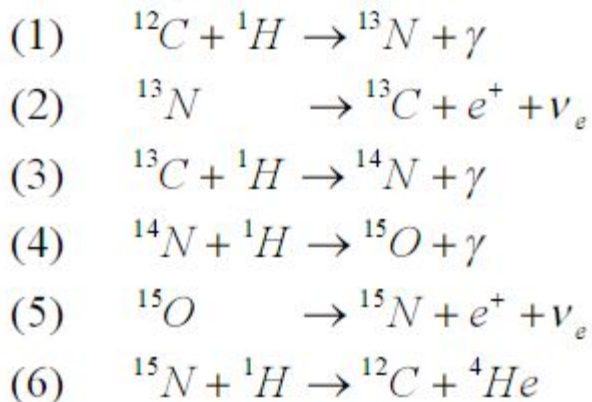 (1) ¹²C + ¹H → ¹³N + γ
(2) ¹³N → ¹³C + e⁺ + νₑ
(3) ¹³C + ¹H → ¹⁴N + γ
(4) ¹⁴N + ¹H → ¹⁵O + γ
(5) ¹⁵O → ¹⁵N + e⁺ + νₑ
(6) ¹⁵N + ¹H → ¹²C + ⁴He